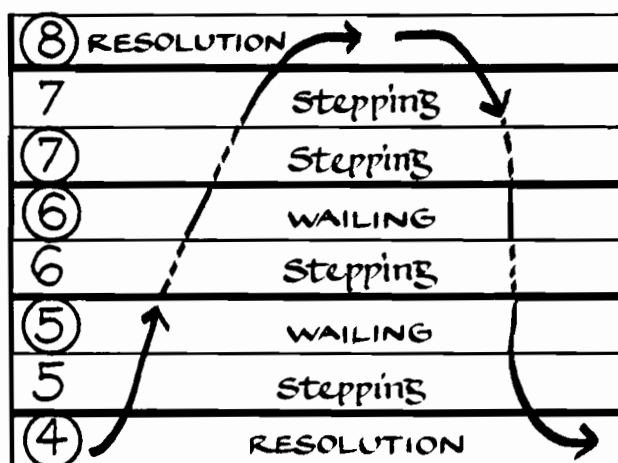 8 RESOLUTION
7 Stepping
7 Stepping
6 WAILING
6 Stepping
5 WAILING
5 Stepping
4 RESOLUTION